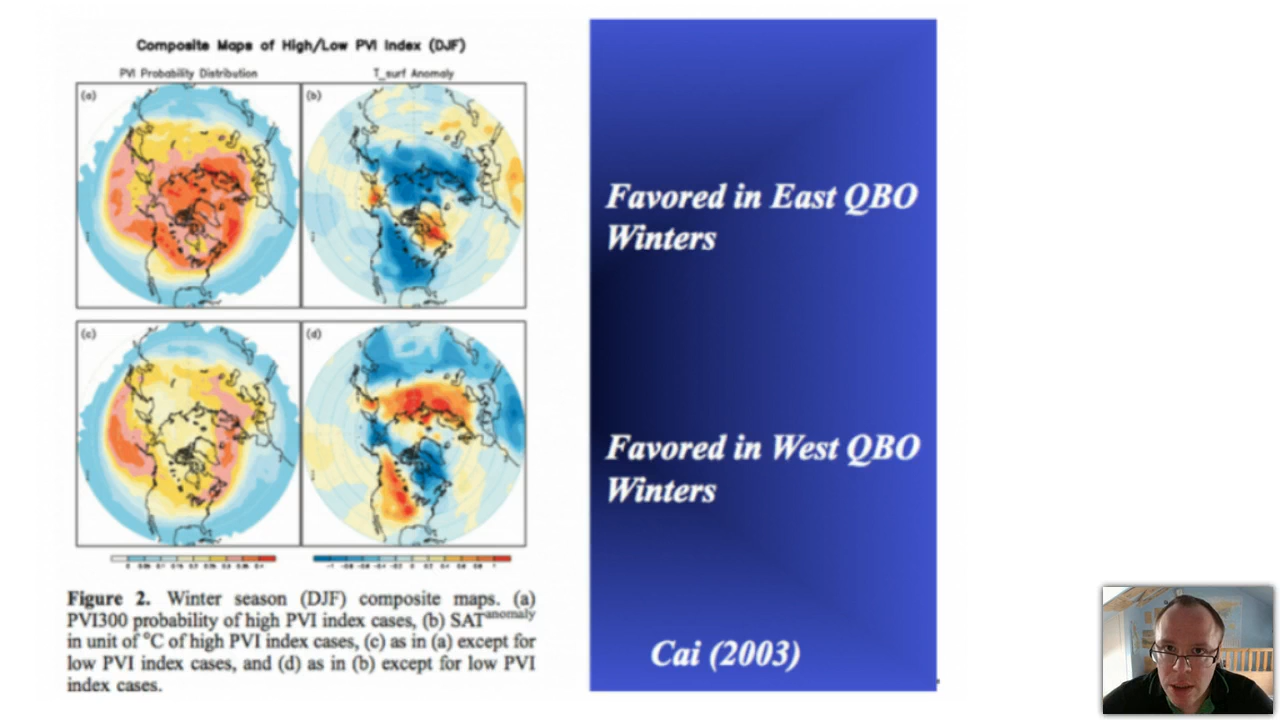 Composite Maps of High/Low PVI Index (DJF)
PVI Probability Distribution
T_surf Anomaly
(a)
(b)
(c)
(d)
Favored in East QBO
Winters
Favored in West QBO
Winters
Cai (2003)
Figure 2. Winter season (DJF) composite maps. (a)
PVI300 probability of high PVI index cases, (b) SATanomaly
in unit of °C of high PVI index cases, (c) as in (a) except for
low PVI index cases, and (d) as in (b) except for low PVI
index cases.